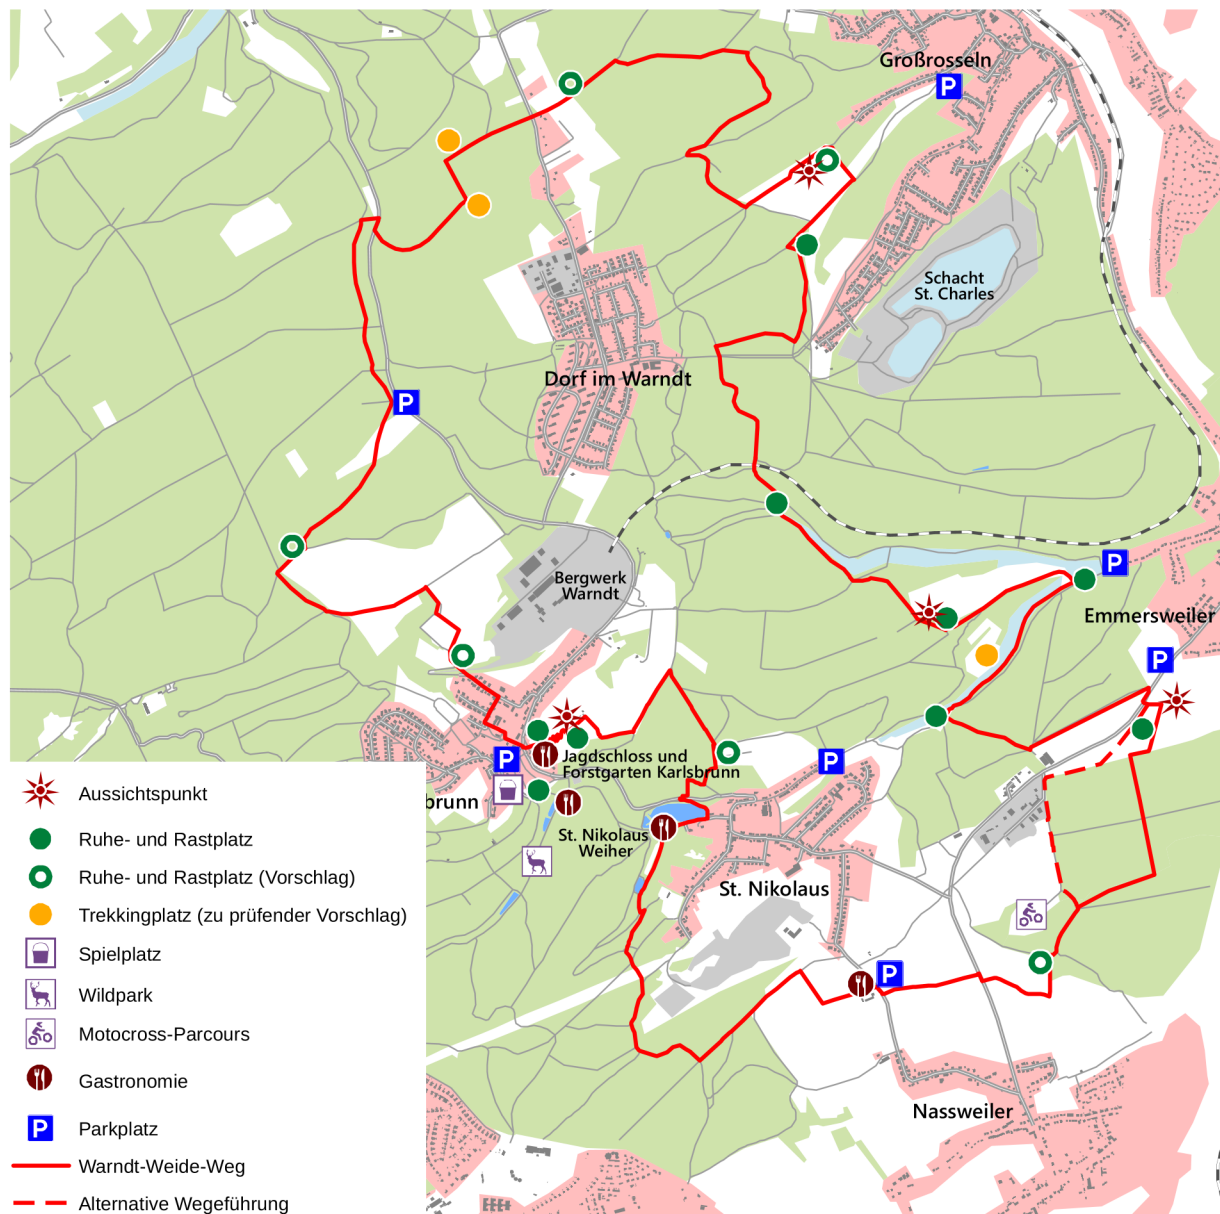 Großrosseln
P
Schacht
St. Charles
Dorf im Warndt
P
Bergwerk
Warndt
P
Emmersweiler
P
P
Jagdschloss und
Forstgarten Karlsbrunn
P
brunn
St. Nikolaus
Weiher
St. Nikolaus
P
Nassweiler
Aussichtspunkt
Ruhe- und Rastplatz
Ruhe- und Rastplatz (Vorschlag)
Trekkingplatz (zu prüfender Vorschlag)
Spielplatz
Wildpark
Motocross-Parcours
Gastronomie
P Parkplatz
Warndt-Weide-Weg
Alternative Wegeführung